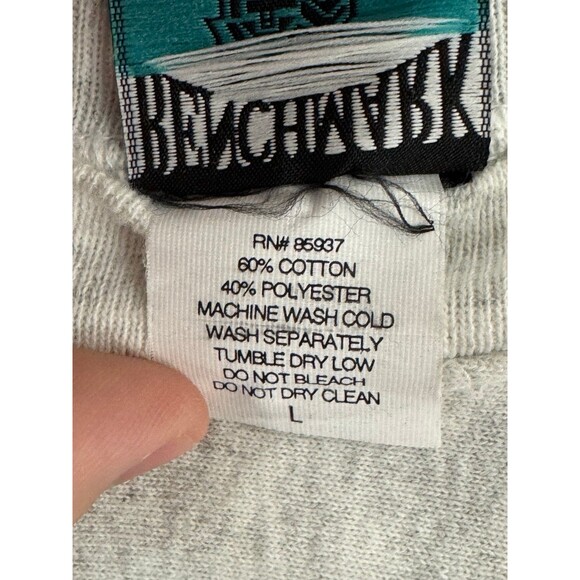 BENCHMARK
RN# 85937
60% COTTON
40% POLYESTER
MACHINE WASH COLD
WASH SEPARATELY
TUMBLE DRY LOW
DO NOT BLEACH
DO NOT DRY CLEAN
L